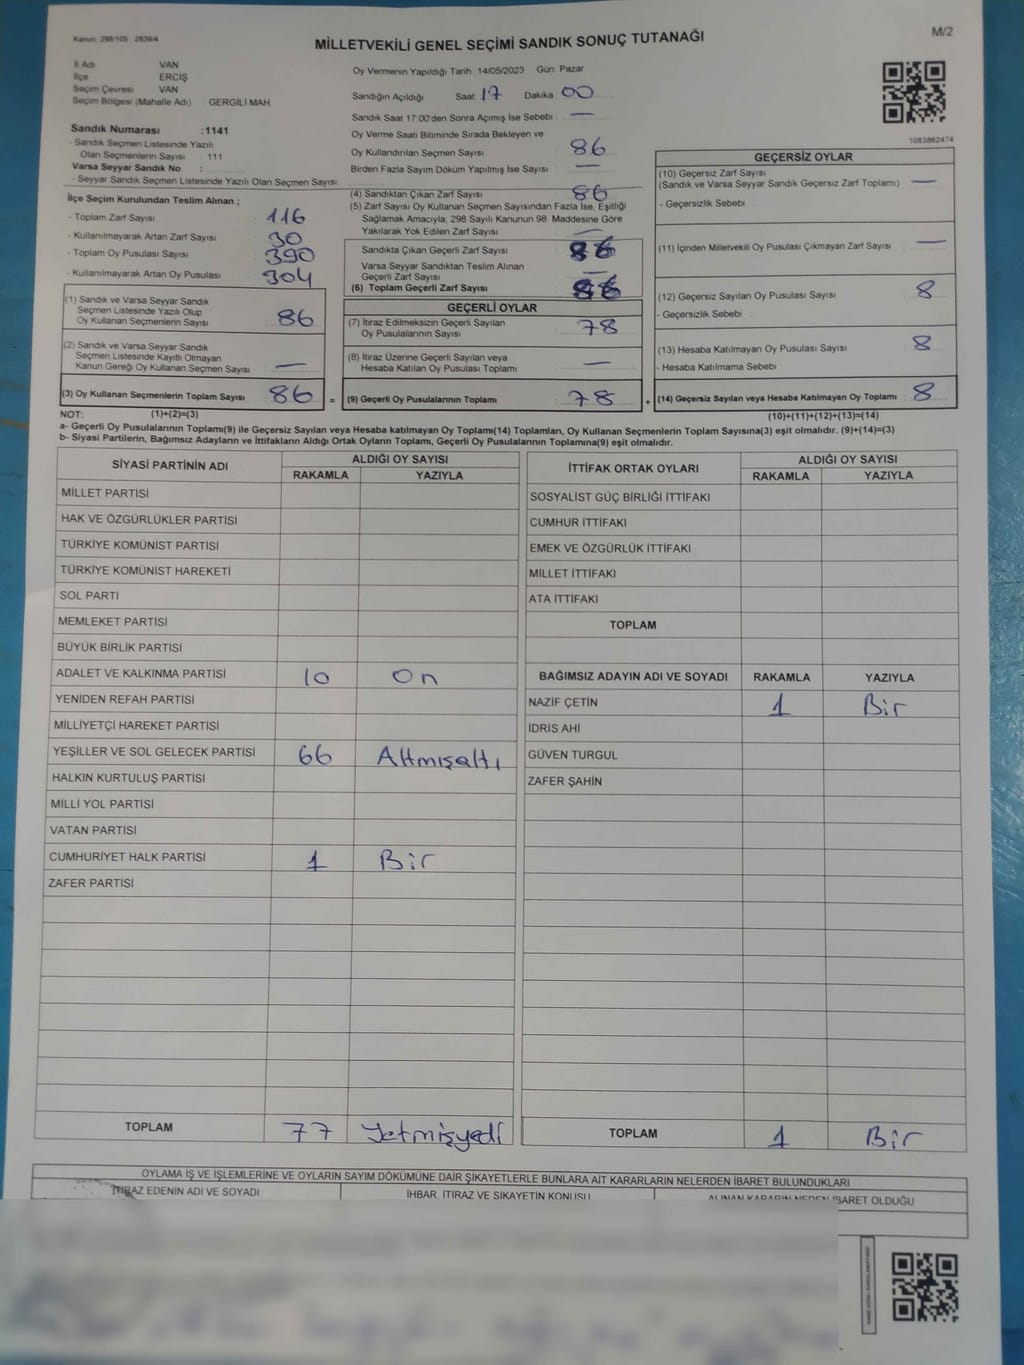 Kanun: 298/105 . 2839/4
MİLLETVEKİLİ GENEL SEÇİMİ SANDIK SONUÇ TUTANAĞI
M/2
İl Adı VAN
İlçe ERCİŞ
Seçim Çevresi VAN
Seçim Bölgesi (Mahalle Adı) GERGİLİ MAH.
Sandık Numarası :1141
- Sandık Seçmen Listesinde Yazılı
Olan Seçmenlerin Sayısı 111
Varsa Seyyar Sandık No :
- Seyyar Sandık Seçmen Listesinde Yazılı Olan Seçmen Sayısı :
Oy Vermenin Yapıldığı Tarih :14/05/2023 Gün: Pazar
Sandığın Açıldığı Saat: 17 Dakika 00
Sandık Saat 17:00'den Sonra Açımış İse Sebebi : —
Oy Verme Saati Bitiminde Sırada Bekleyen ve
Oy Kullandırılan Seçmen Sayısı : 86
Birden Fazla Sayım Döküm Yapılmış İse Sayısı : —
1083862474
İlçe Seçim Kurulundan Teslim Alınan ;
- Toplam Zarf Sayısı : 116
- Kullanılmayarak Artan Zarf Sayısı : 30
- Toplam Oy Pusulası Sayısı : 390
- Kullanılmayarak Artan Oy Pusulası : 304
(1) Sandık ve Varsa Seyyar Sandık
Seçmen Listesinde Yazılı Olup
Oy Kullanan Seçmenlerin Sayısı : 86
(2) Sandık ve Varsa Seyyar Sandık
Seçmen Listesinde Kayıtlı Olmayan
Kanun Gereği Oy Kullanan Seçmen Sayısı : —
(3) Oy Kullanan Seçmenlerin Toplam Sayısı : 86 =
(4) Sandıktan Çıkan Zarf Sayısı : 86
(5) Zarf Sayısı Oy Kullanan Seçmen Sayısından Fazla İse, Eşitliği
Sağlamak Amacıyla, 298 Sayılı Kanunun 98. Maddesine Göre
Yakılarak Yok Edilen Zarf Sayısı : —
Sandıkta Çıkan Geçerli Zarf Sayısı : 86
Varsa Seyyar Sandıktan Teslim Alınan
Geçerli Zarf Sayısı : —
(6) Toplam Geçerli Zarf Sayısı : 86
GEÇERLİ OYLAR
(7) İtiraz Edilmeksizin Geçerli Sayılan
Oy Pusulalarının Sayısı : 78
(8) İtiraz Üzerine Geçerli Sayılan veya
Hesaba Katılan Oy Pusulası Toplamı : —
(9) Geçerli Oy Pusulalarının Toplamı : 78 +
GEÇERSİZ OYLAR
(10) Geçersiz Zarf Sayısı
(Sandık ve Varsa Seyyar Sandık Geçersiz Zarf Toplamı) : —
- Geçersizlik Sebebi :
(11) İçinden Milletvekili Oy Pusulası Çıkmayan Zarf Sayısı : —
(12) Geçersiz Sayılan Oy Pusulası Sayısı : 8
- Geçersizlik Sebebi :
(13) Hesaba Katılmayan Oy Pusulası Sayısı : 8
- Hesaba Katılmama Sebebi :
(14) Geçersiz Sayılan veya Hesaba Katılmayan Oy Toplamı : 8
NOT: (1)+(2)=(3) (10)+(11)+(12)+(13)=(14)
a- Geçerli Oy Pusulalarının Toplamı(9) ile Geçersiz Sayılan veya Hesaba katılmayan Oy Toplamı(14) Toplamları, Oy Kullanan Seçmenlerin Toplam Sayısına(3) eşit olmalıdır. (9)+(14)=(3)
b- Siyasi Partilerin, Bağımsız Adayların ve İttifakların Aldığı Ortak Oyların Toplamı, Geçerli Oy Pusulalarının Toplamına(9) eşit olmalıdır.
SİYASİ PARTİNİN ADI ALDIĞI OY SAYISI
RAKAMLA YAZIYLA
MİLLET PARTİSİ
HAK VE ÖZGÜRLÜKLER PARTİSİ
TÜRKİYE KOMÜNİST PARTİSİ
TÜRKİYE KOMÜNİST HAREKETİ
SOL PARTİ
MEMLEKET PARTİSİ
BÜYÜK BİRLİK PARTİSİ
ADALET VE KALKINMA PARTİSİ 10 On
YENİDEN REFAH PARTİSİ
MİLLİYETÇİ HAREKET PARTİSİ
YEŞİLLER VE SOL GELECEK PARTİSİ 66 Altmışaltı
HALKIN KURTULUŞ PARTİSİ
MİLLİ YOL PARTİSİ
VATAN PARTİSİ
CUMHURİYET HALK PARTİSİ 1 Bir
ZAFER PARTİSİ
TOPLAM 77 Yetmişyedi
İTTİFAK ORTAK OYLARI ALDIĞI OY SAYISI
RAKAMLA YAZIYLA
SOSYALİST GÜÇ BİRLİĞİ İTTİFAKI
CUMHUR İTTİFAKI
EMEK VE ÖZGÜRLÜK İTTİFAKI
MİLLET İTTİFAKI
ATA İTTİFAKI
TOPLAM
BAĞIMSIZ ADAYIN ADI VE SOYADI RAKAMLA YAZIYLA
NAZİF ÇETİN 1 Bir
İDRİS AHİ
GÜVEN TURGUL
ZAFER ŞAHİN
TOPLAM 1 Bir
OYLAMA İŞ VE İŞLEMLERİNE VE OYLARIN SAYIM DÖKÜMÜNE DAİR ŞİKAYETLERLE BUNLARA AİT KARARLARIN NELERDEN İBARET BULUNDUKLARI
İTİRAZ EDENİN ADI VE SOYADI İHBAR, İTİRAZ VE ŞİKAYETİN KONUSU ALINAN KARARIN NEDEN İBARET OLDUĞU